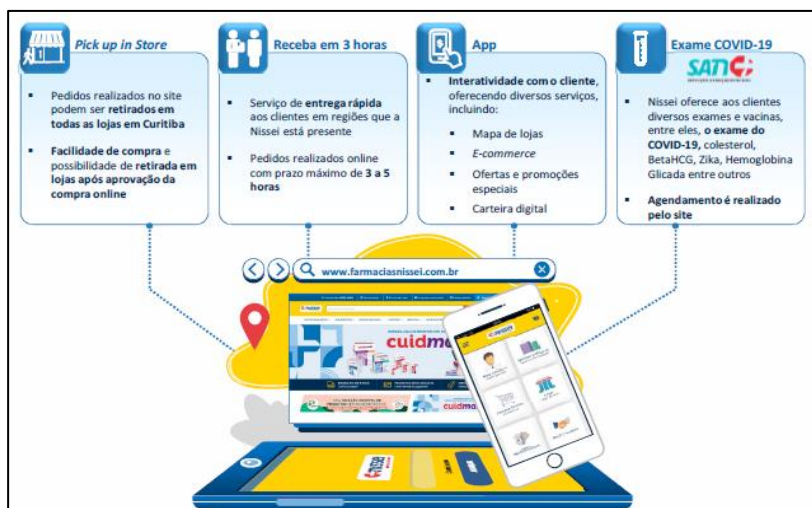 Pick up in Store
Pedidos realizados no site
podem ser retirados em
todas as lojas em Curitiba
Facilidade de compra e
possibilidade de retirada em
lojas após aprovação da
compra online
Receba em 3 horas
Serviço de entrega rápida
aos clientes em regiões que a
Nissei está presente
Pedidos realizados online
com prazo máximo de 3 a 5
horas
App
Interatividade com o cliente,
oferecendo diversos serviços,
incluindo:
Mapa de lojas
E-commerce
Ofertas e promoções
especiais
Carteira digital
Exame COVID-19
Nissei oferece aos clientes
diversos exames e vacinas,
entre eles, o exame do
COVID-19, colesterol,
BetaHCG, Zika, Hemoglobina
Glicada entre outros
Agendamento é realizado
pelo site
www.farmaciasnissei.com.br